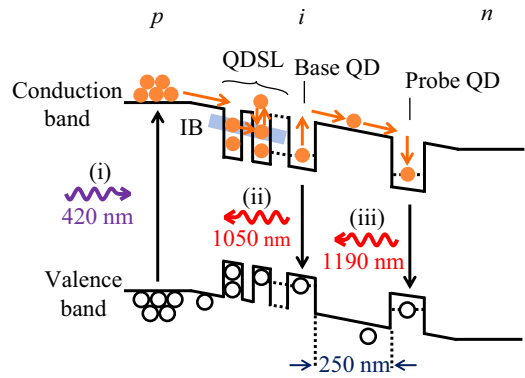 p
i
n
QDSL
Base QD
Probe QD
Conduction
band
IB
(i)
420 nm
(ii)
1050 nm
(iii)
1190 nm
Valence
band
250 nm